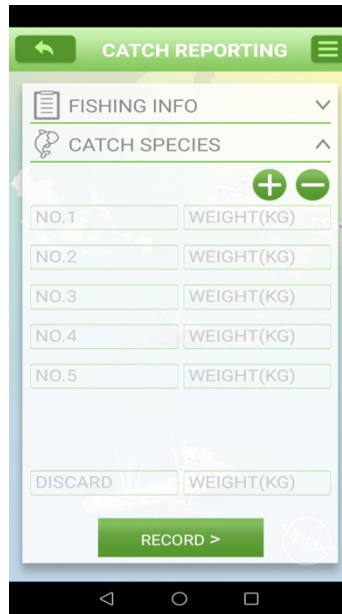 CATCH REPORTING
FISHING INFO
CATCH SPECIES
NO.1 WEIGHT(KG)
NO.2 WEIGHT(KG)
NO.3 WEIGHT(KG)
NO.4 WEIGHT(KG)
NO.5 WEIGHT(KG)
DISCARD WEIGHT(KG)
RECORD >